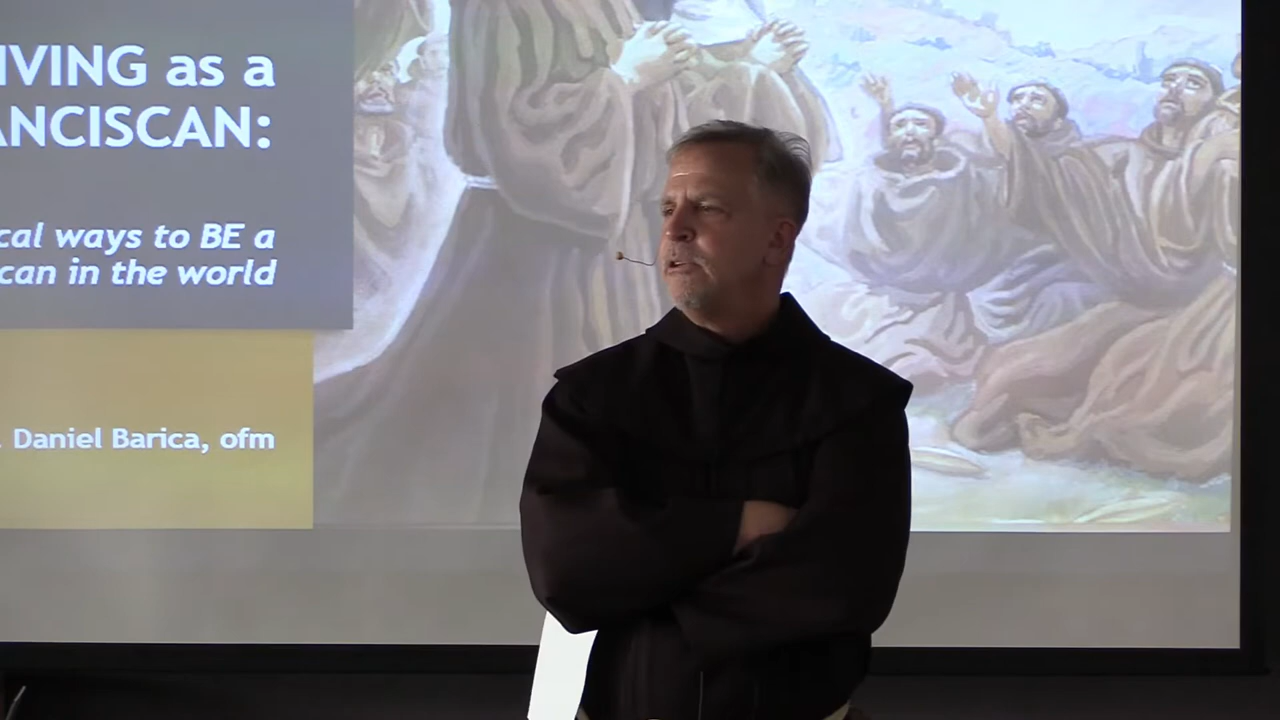 IVING as a
ANCISCAN:
cal ways to BE a
can in the world
. Daniel Barica, ofm